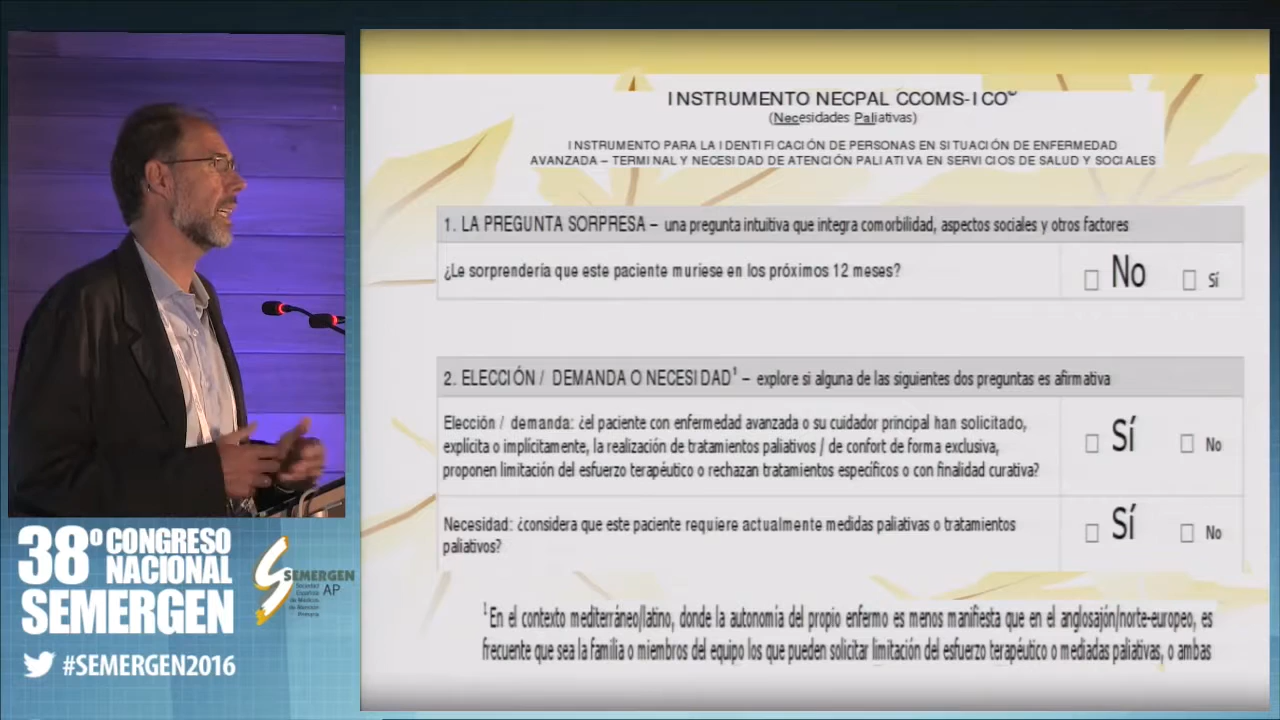 INSTRUMENTO NECPAL CCOMS-ICO©
(Necesidades Paliativas)
INSTRUMENTO PARA LA IDENTIFICACIÓN DE PERSONAS EN SITUACIÓN DE ENFERMEDAD
AVANZADA – TERMINAL Y NECESIDAD DE ATENCIÓN PALIATIVA EN SERVICIOS DE SALUD Y SOCIALES
1. LA PREGUNTA SORPRESA – una pregunta intuitiva que integra comorbilidad, aspectos sociales y otros factores
¿Le sorprendería que este paciente muriese en los próximos 12 meses? □ No □ Sí
2. ELECCIÓN / DEMANDA O NECESIDAD¹ – explore si alguna de las siguientes dos preguntas es afirmativa
Elección / demanda: ¿el paciente con enfermedad avanzada o su cuidador principal han solicitado,
explícita o implícitamente, la realización de tratamientos paliativos / de confort de forma exclusiva,
proponen limitación del esfuerzo terapéutico o rechazan tratamientos específicos o con finalidad curativa?
□ Sí □ No
Necesidad: ¿considera que este paciente requiere actualmente medidas paliativas o tratamientos
paliativos?
□ Sí □ No
¹En el contexto mediterráneo/latino, donde la autonomía del propio enfermo es menos manifiesta que en el anglosajón/norte-europeo, es
frecuente que sea la familia o miembros del equipo los que pueden solicitar limitación del esfuerzo terapéutico o mediadas paliativas, o ambas
38º CONGRESO
NACIONAL
SEMERGEN
#SEMERGEN2016
SEMERGEN
AP
Sociedad
Española
de Médicos
de Atención
Primaria